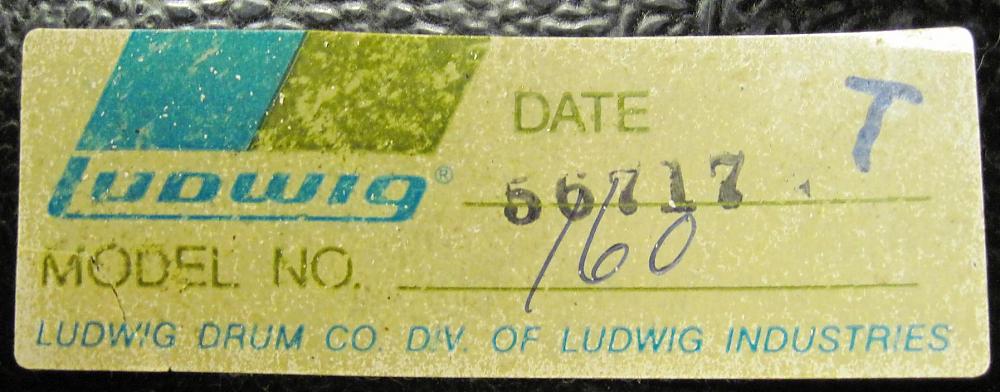 DATE T
Ludwig®
56717
MODEL NO. 160
LUDWIG DRUM CO. DIV. OF LUDWIG INDUSTRIES